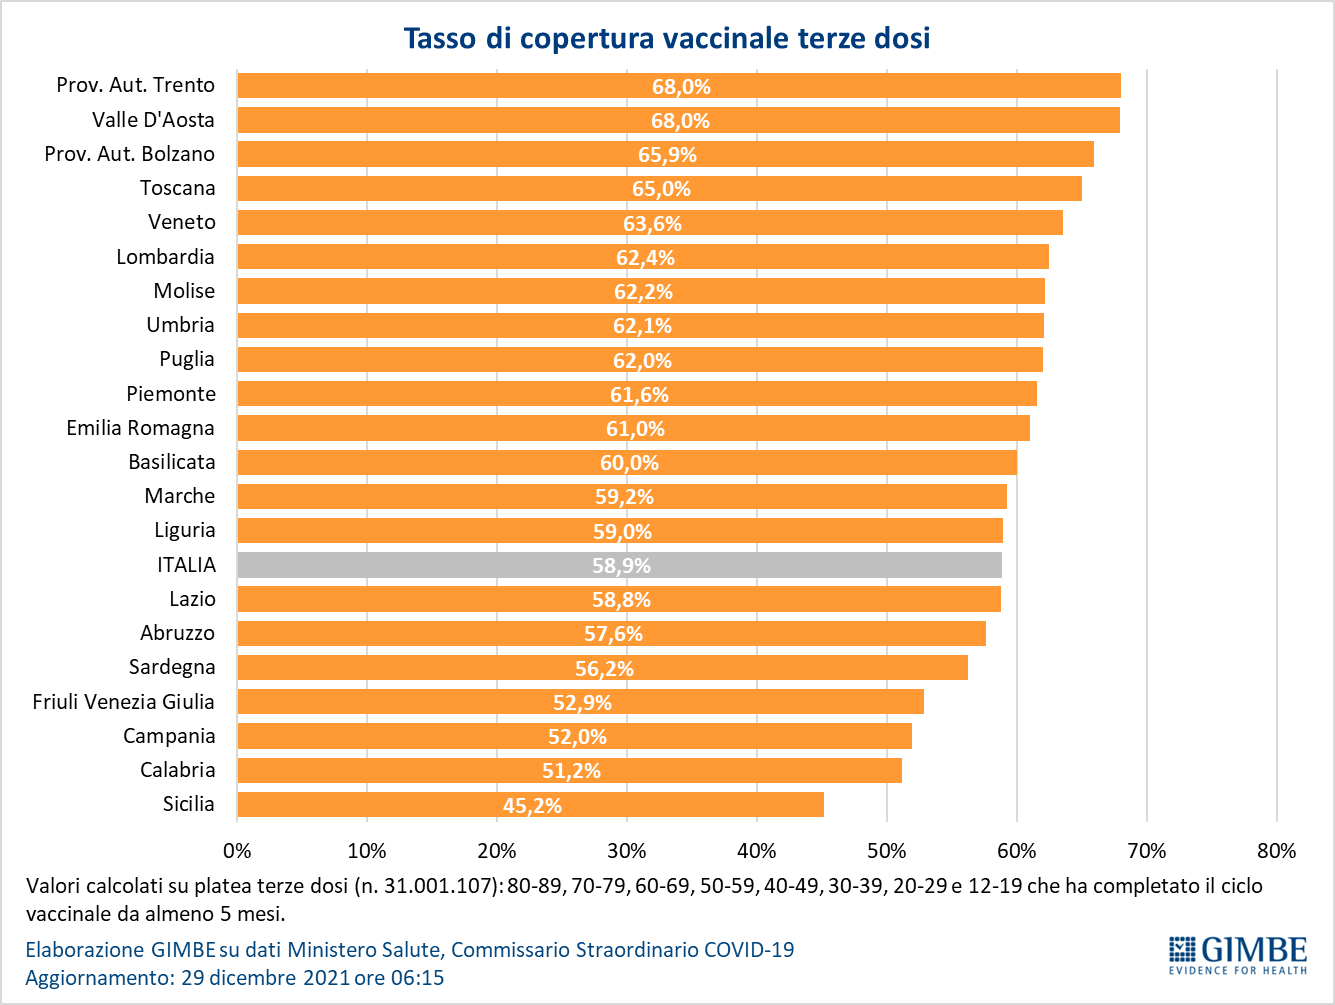 Tasso di copertura vaccinale terze dosi
Prov. Aut. Trento 68,0%
Valle D'Aosta 68,0%
Prov. Aut. Bolzano 65,9%
Toscana 65,0%
Veneto 63,6%
Lombardia 62,4%
Molise 62,2%
Umbria 62,1%
Puglia 62,0%
Piemonte 61,6%
Emilia Romagna 61,0%
Basilicata 60,0%
Marche 59,2%
Liguria 59,0%
ITALIA 58,9%
Lazio 58,8%
Abruzzo 57,6%
Sardegna 56,2%
Friuli Venezia Giulia 52,9%
Campania 52,0%
Calabria 51,2%
Sicilia 45,2%
0% 10% 20% 30% 40% 50% 60% 70% 80%
Valori calcolati su platea terze dosi (n. 31.001.107): 80-89, 70-79, 60-69, 50-59, 40-49, 30-39, 20-29 e 12-19 che ha completato il ciclo
vaccinale da almeno 5 mesi.
Elaborazione GIMBE su dati Ministero Salute, Commissario Straordinario COVID-19
Aggiornamento: 29 dicembre 2021 ore 06:15
GIMBE
EVIDENCE FOR HEALTH